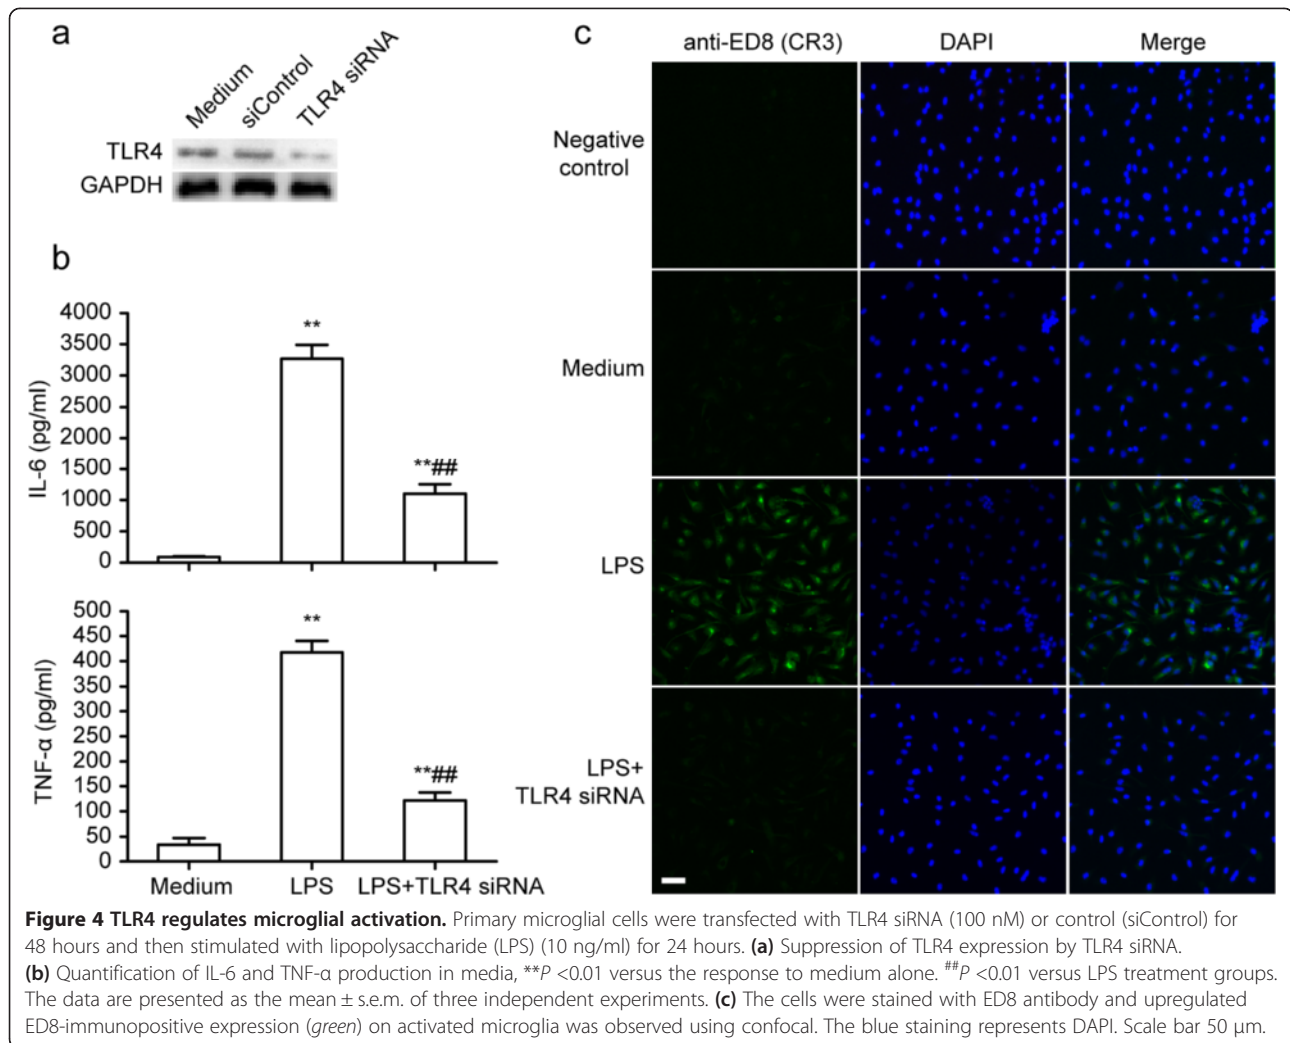 a
Medium
siControl
TLR4 siRNA
TLR4
GAPDH
b
4000
3500
3000
2500
2000
1500
1000
500
0
IL-6 (pg/ml)
**
**##
500
450
400
350
300
250
200
150
100
50
0
TNF-α (pg/ml)
**
**##
Medium
LPS
LPS+TLR4 siRNA
c
anti-ED8 (CR3)
DAPI
Merge
Negative
control
Medium
LPS
LPS+
TLR4 siRNA
Figure 4 TLR4 regulates microglial activation. Primary microglial cells were transfected with TLR4 siRNA (100 nM) or control (siControl) for
48 hours and then stimulated with lipopolysaccharide (LPS) (10 ng/ml) for 24 hours. (a) Suppression of TLR4 expression by TLR4 siRNA.
(b) Quantification of IL-6 and TNF-α production in media, **P <0.01 versus the response to medium alone. ##P <0.01 versus LPS treatment groups.
The data are presented as the mean ± s.e.m. of three independent experiments. (c) The cells were stained with ED8 antibody and upregulated
ED8-immunopositive expression (green) on activated microglia was observed using confocal. The blue staining represents DAPI. Scale bar 50 μm.